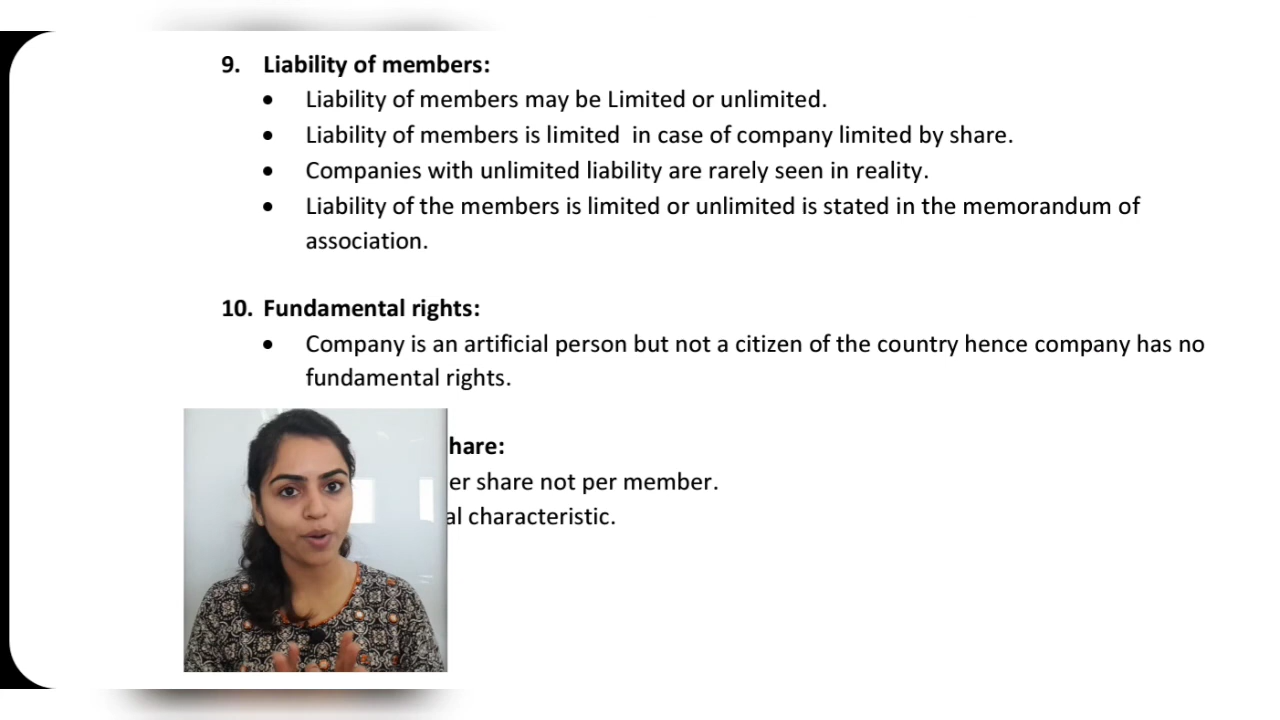 9. Liability of members:
• Liability of members may be Limited or unlimited.
• Liability of members is limited in case of company limited by share.
• Companies with unlimited liability are rarely seen in reality.
• Liability of the members is limited or unlimited is stated in the memorandum of
association.
10. Fundamental rights:
• Company is an artificial person but not a citizen of the country hence company has no
fundamental rights.
hare:
er share not per member.
al characteristic.